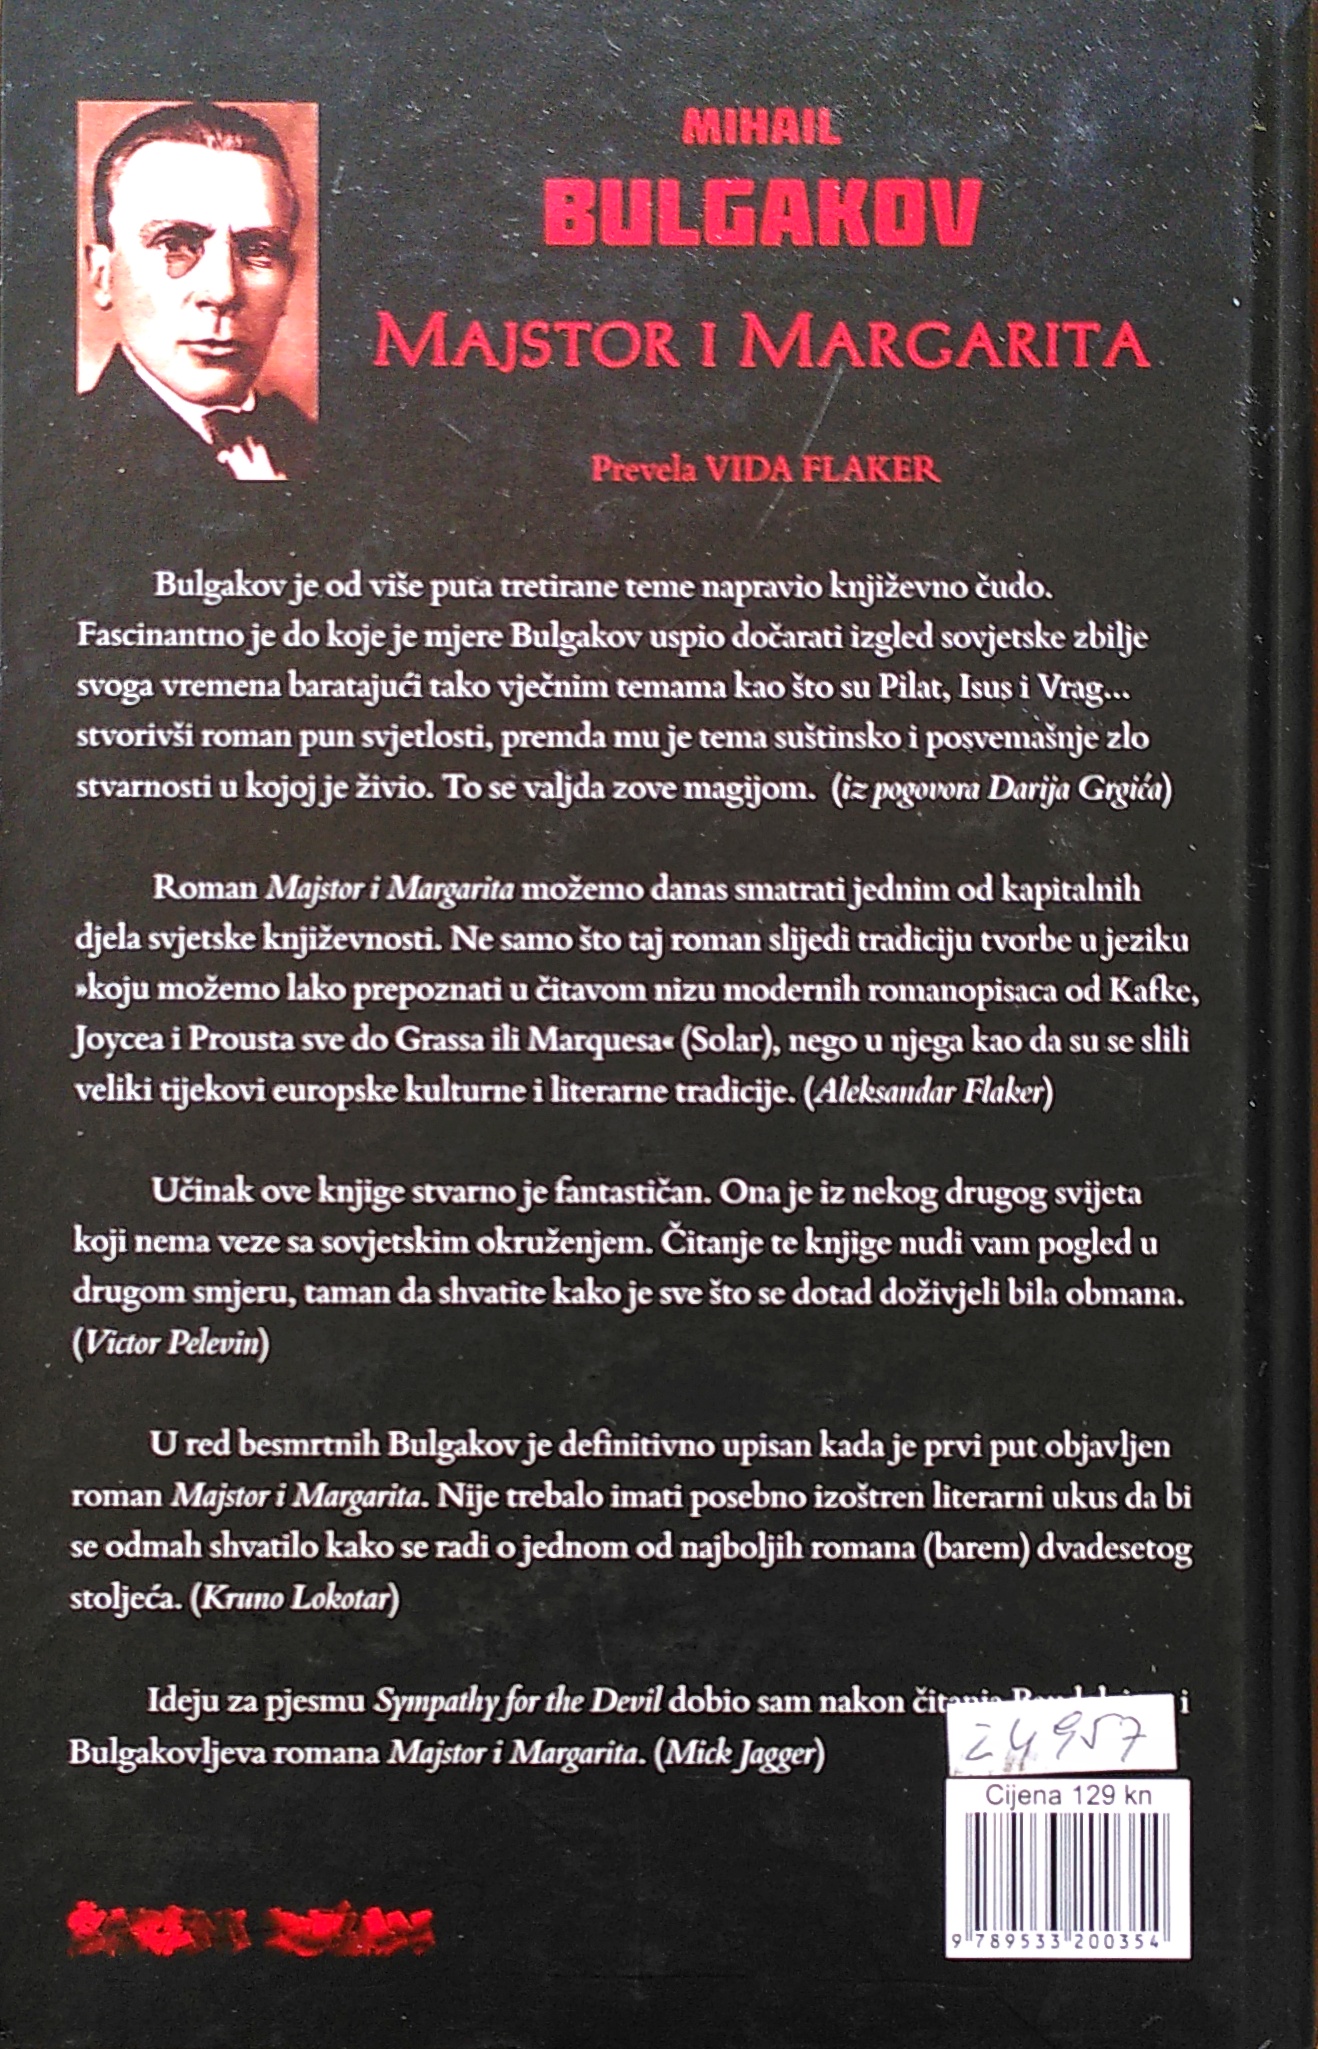 MIHAIL
BULGAKOV
MAJSTOR I MARGARITA
Prevela VIDA FLAKER
Bulgakov je od više puta tretirane teme napravio književno čudo.
Fascinantno je do koje je mjere Bulgakov uspio dočarati izgled sovjetske zbilje
svoga vremena baratajući tako vječnim temama kao što su Pilat, Isus i Vrag...
stvorivši roman pun svjetlosti, premda mu je tema suštinsko i posvemašnje zlo
stvarnosti u kojoj je živio. To se valjda zove magijom. (iz pogovora Darija Grgića)
Roman Majstor i Margarita možemo danas smatrati jednim od kapitalnih
djela svjetske književnosti. Ne samo što taj roman slijedi tradiciju tvorbe u jeziku
»koju možemo lako prepoznati u čitavom nizu modernih romanopisaca od Kafke,
Joycea i Prousta sve do Grassa ili Marquesa« (Solar), nego u njega kao da su se slili
veliki tijekovi europske kulturne i literarne tradicije. (Aleksandar Flaker)
Učinak ove knjige stvarno je fantastičan. Ona je iz nekog drugog svijeta
koji nema veze sa sovjetskim okruženjem. Čitanje te knjige nudi vam pogled u
drugom smjeru, taman da shvatite kako je sve što se dotad doživjeli bila obmana.
(Victor Pelevin)
U red besmrtnih Bulgakov je definitivno upisan kada je prvi put objavljen
roman Majstor i Margarita. Nije trebalo imati posebno izoštren literarni ukus da bi
se odmah shvatilo kako se radi o jednom od najboljih romana (barem) dvadesetog
stoljeća. (Kruno Lokotar)
Ideju za pjesmu Sympathy for the Devil dobio sam nakon i
Bulgakovljeva romana Majstor i Margarita. (Mick Jagger)
24957
Cijena 129 kn
9 789533 200354